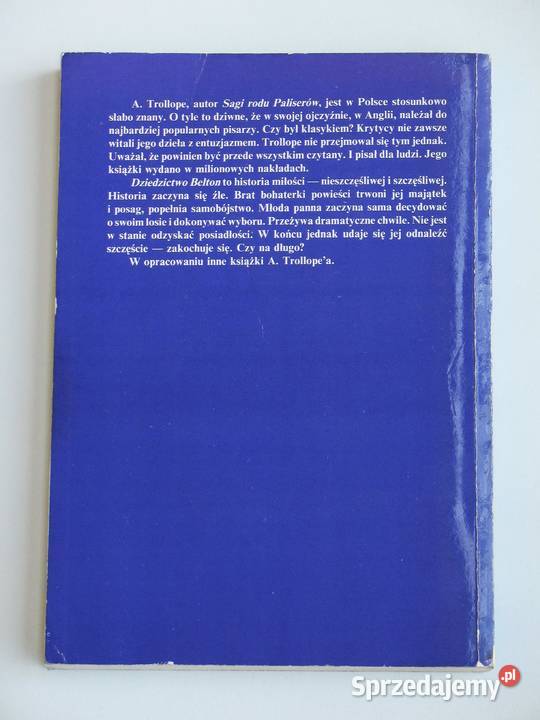 A. Trollope, autor Sagi rodu Paliserów, jest w Polsce stosunkowo
słabo znany. O tyle to dziwne, że w swojej ojczyźnie, w Anglii, należał do
najbardziej popularnych pisarzy. Czy był klasykiem? Krytycy nie zawsze
witali jego dzieła z entuzjazmem. Trollope nie przejmował się tym jednak.
Uważał, że powinien być przede wszystkim czytany. I pisał dla ludzi. Jego
książki wydano w milionowych nakładach.
Dziedzictwo Belton to historia miłości — nieszczęśliwej i szczęśliwej.
Historia zaczyna się źle. Brat bohaterki powieści trwoni jej majątek
i posag, popełnia samobójstwo. Młoda panna zaczyna sama decydować
o swoim losie i dokonywać wyboru. Przeżywa dramatyczne chwile. Nie jest
w stanie odzyskać posiadłości. W końcu jednak udaje się jej odnaleźć
szczęście — zakochuje się. Czy na długo?
W opracowaniu inne książki A. Trollope'a.
Sprzedajemy.pl